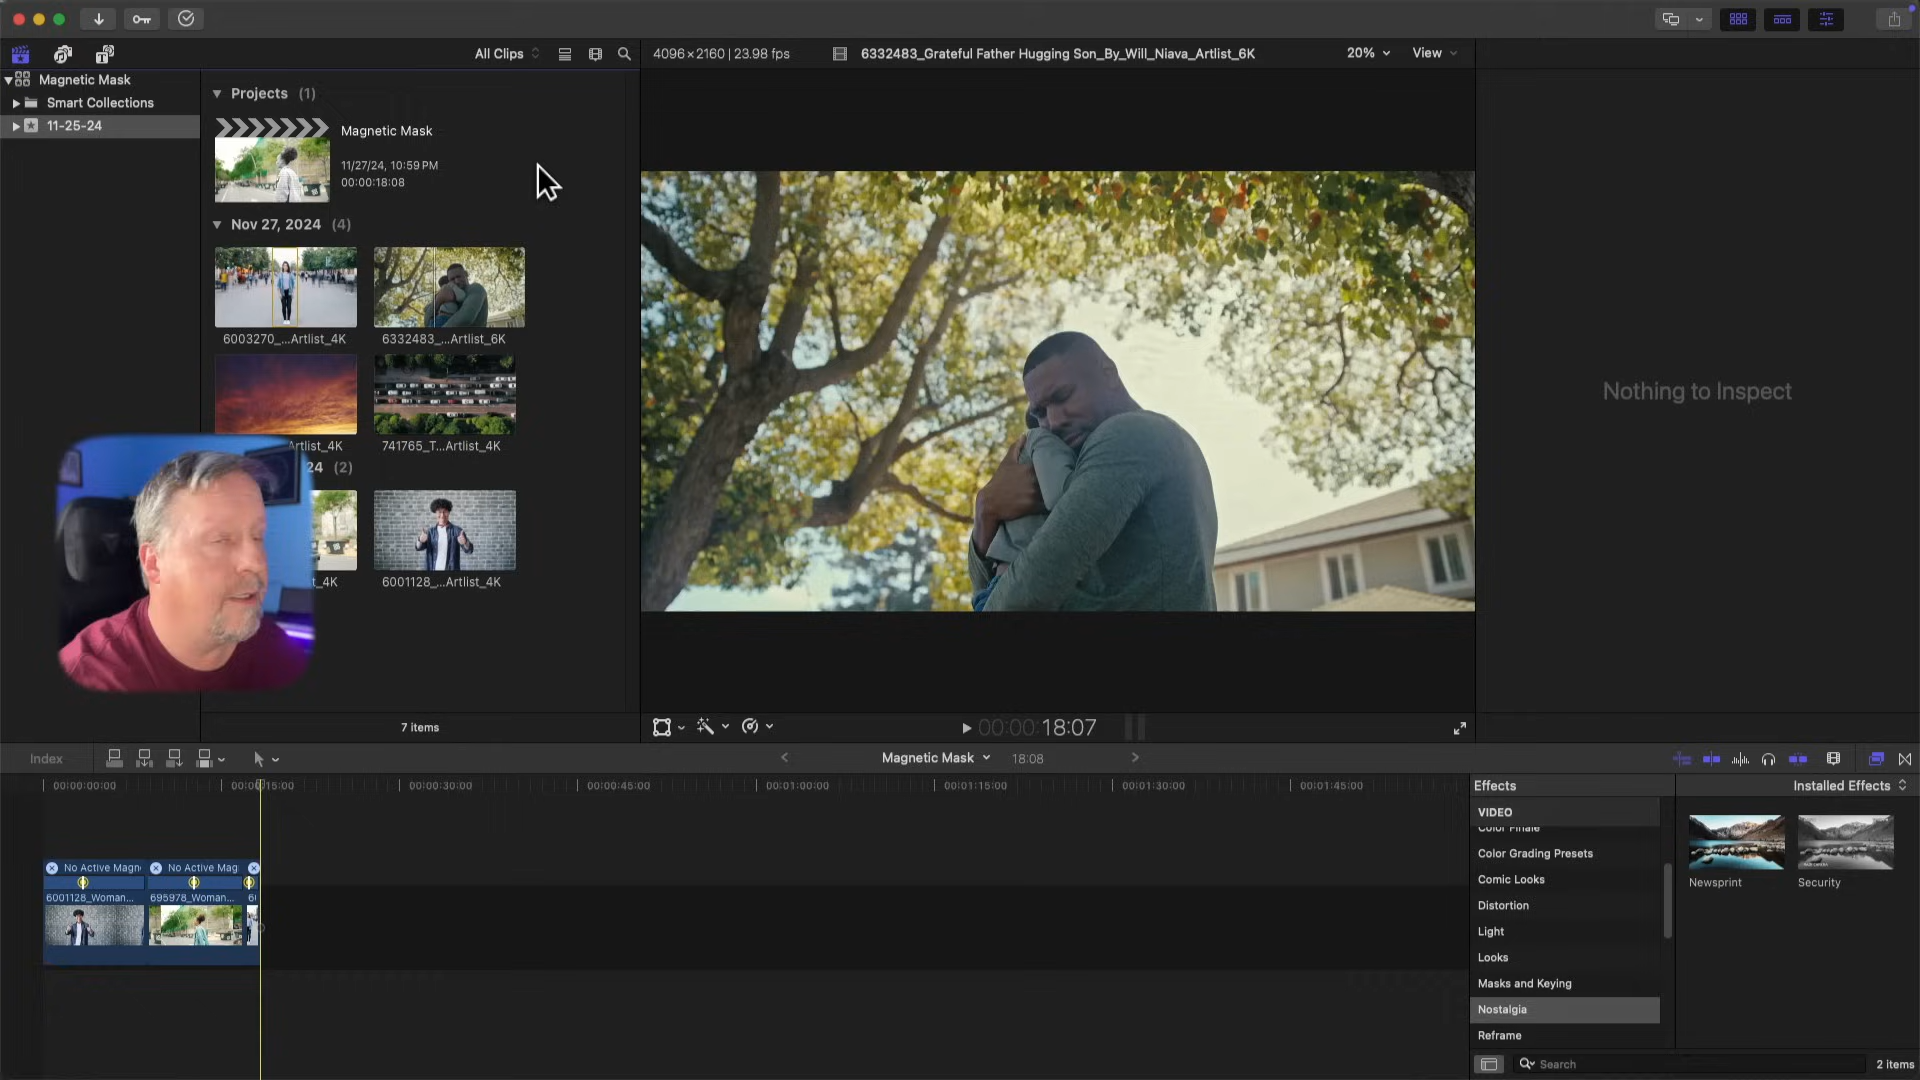 All Clips
4096×2160 | 23.98 fps
6332483_Grateful Father Hugging Son_By_Will_Niava_Artlist_6K
20%
View
Magnetic Mask
Smart Collections
11-25-24
Projects (1)
Magnetic Mask
11/27/24, 10:59 PM
00:00:18:08
Nov 27, 2024 (4)
6003270_...Artlist_4K
6332483_...Artlist_6K
Artlist_4K
741765_T...Artlist_4K
24 (2)
t_4K
6001128_...Artlist_4K
7 items
Nothing to Inspect
00:00:18:07
Index
Magnetic Mask
18:08
00:00:00:00
00:00:15:00
00:00:30:00
00:00:45:00
00:01:00:00
00:01:15:00
00:01:30:00
00:01:45:00
No Active Magn
No Active Mag
6001128_Woman...
695978_Woman...
Effects
Installed Effects
VIDEO
Color Finale
Color Grading Presets
Comic Looks
Distortion
Light
Looks
Masks and Keying
Nostalgia
Reframe
Newsprint
Security
Search
2 items